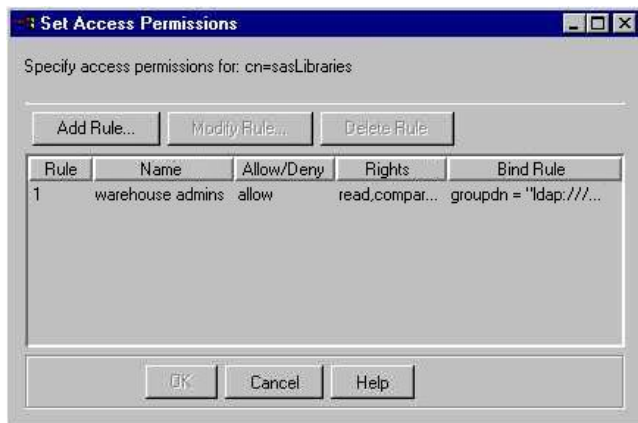 Set Access Permissions
Specify access permissions for: cn=sasLibraries
Add Rule... Modify Rule... Delete Rule
Rule Name Allow/Deny Rights Bind Rule
1 warehouse admins allow read,compar... groupdn = "ldap:///...
OK Cancel Help